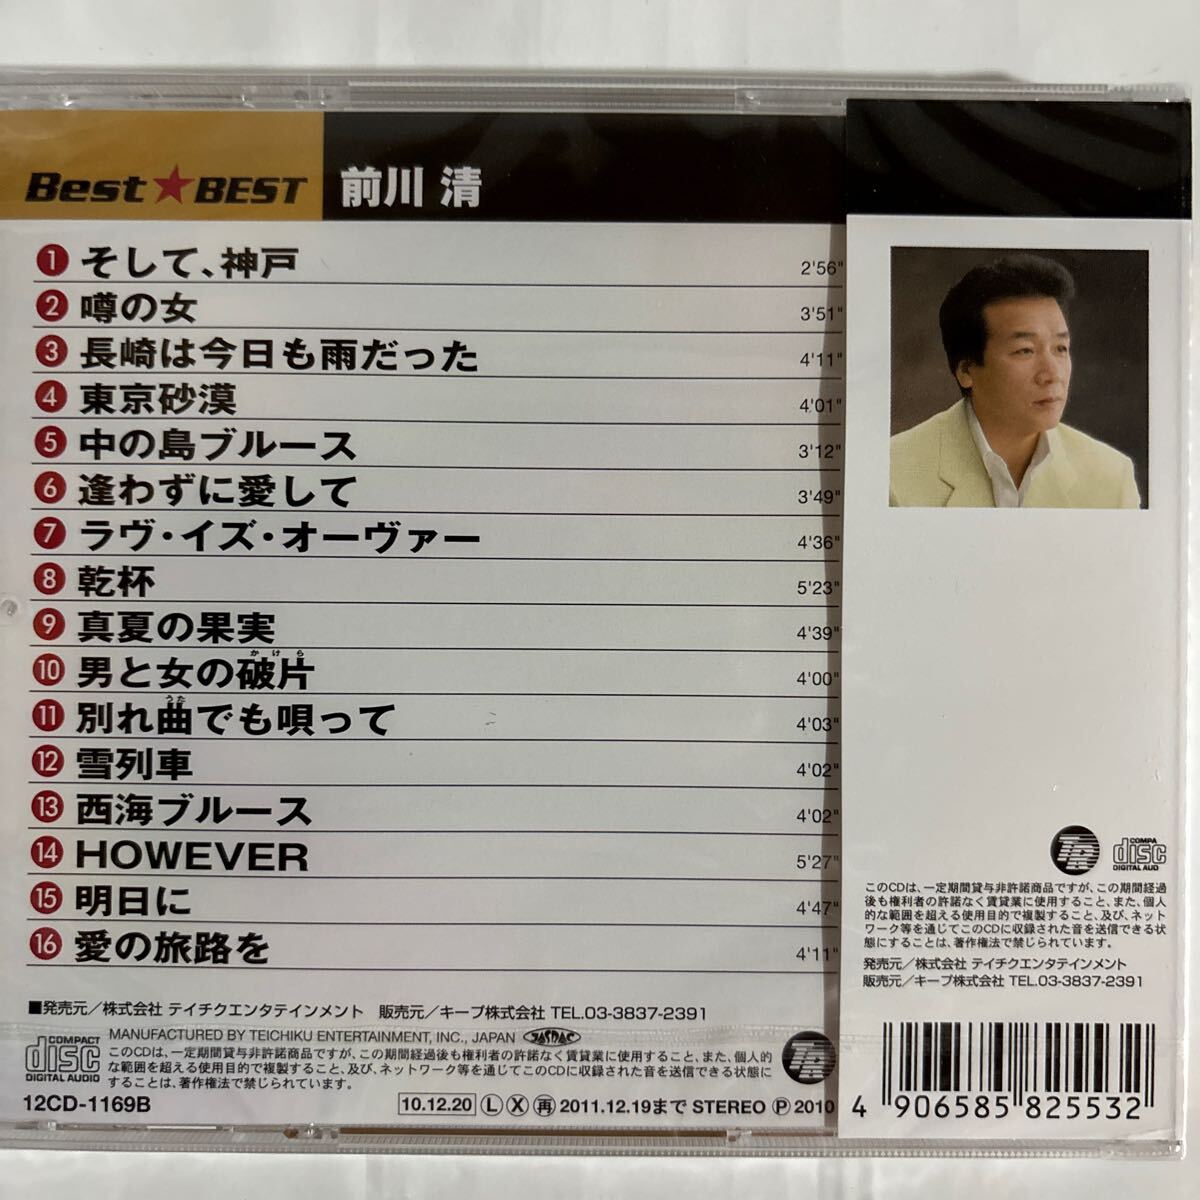 Best★BEST 前川 清
1 そして、神戸 2'56"
2 噂の女 3'51"
3 長崎は今日も雨だった 4'11"
4 東京砂漠 4'01"
5 中の島ブルース 3'12"
6 逢わずに愛して 3'49"
7 ラヴ・イズ・オーヴァー 4'36"
8 乾杯 5'23"
9 真夏の果実 4'39"
かけら
10 男と女の破片 4'00"
うた
11 別れ曲でも唄って 4'03"
12 雪列車 4'02"
13 西海ブルース 4'02"
14 HOWEVER 5'27"
15 明日に 4'47"
16 愛の旅路を 4'11"
■発売元／株式会社 テイチクエンタテインメント 販売元／キープ株式会社 TEL.03-3837-2391
COMPACT disc DIGITAL AUDIO
MANUFACTURED BY TEICHIKU ENTERTAINMENT, INC., JAPAN JASRAC
このCDは、一定期間貸与非許諾商品ですが、この期間経過後も権利者の許諾なく賃貸業に使用すること、また、個人的
な範囲を超える使用目的で複製すること、及び、ネットワーク等を通じてこのCDに収録された音を送信できる状態に
することは、著作権法で禁じられています。
12CD-1169B
10.12.20 Ⓛ Ⓧ 再 2011.12.19まで STEREO Ⓟ 2010
COMPA
disc
DIGITAL AUD
このCDは、一定期間貸与非許諾商品ですが、この期間経過
後も権利者の許諾なく賃貸業に使用すること、また、個人
的な範囲を超える使用目的で複製すること、及び、ネット
ワーク等を通じてこのCDに収録された音を送信できる状
態にすることは、著作権法で禁じられています。
発売元／株式会社 テイチクエンタテインメント
販売元／キープ株式会社 TEL.03-3837-2391
4 906585 825532